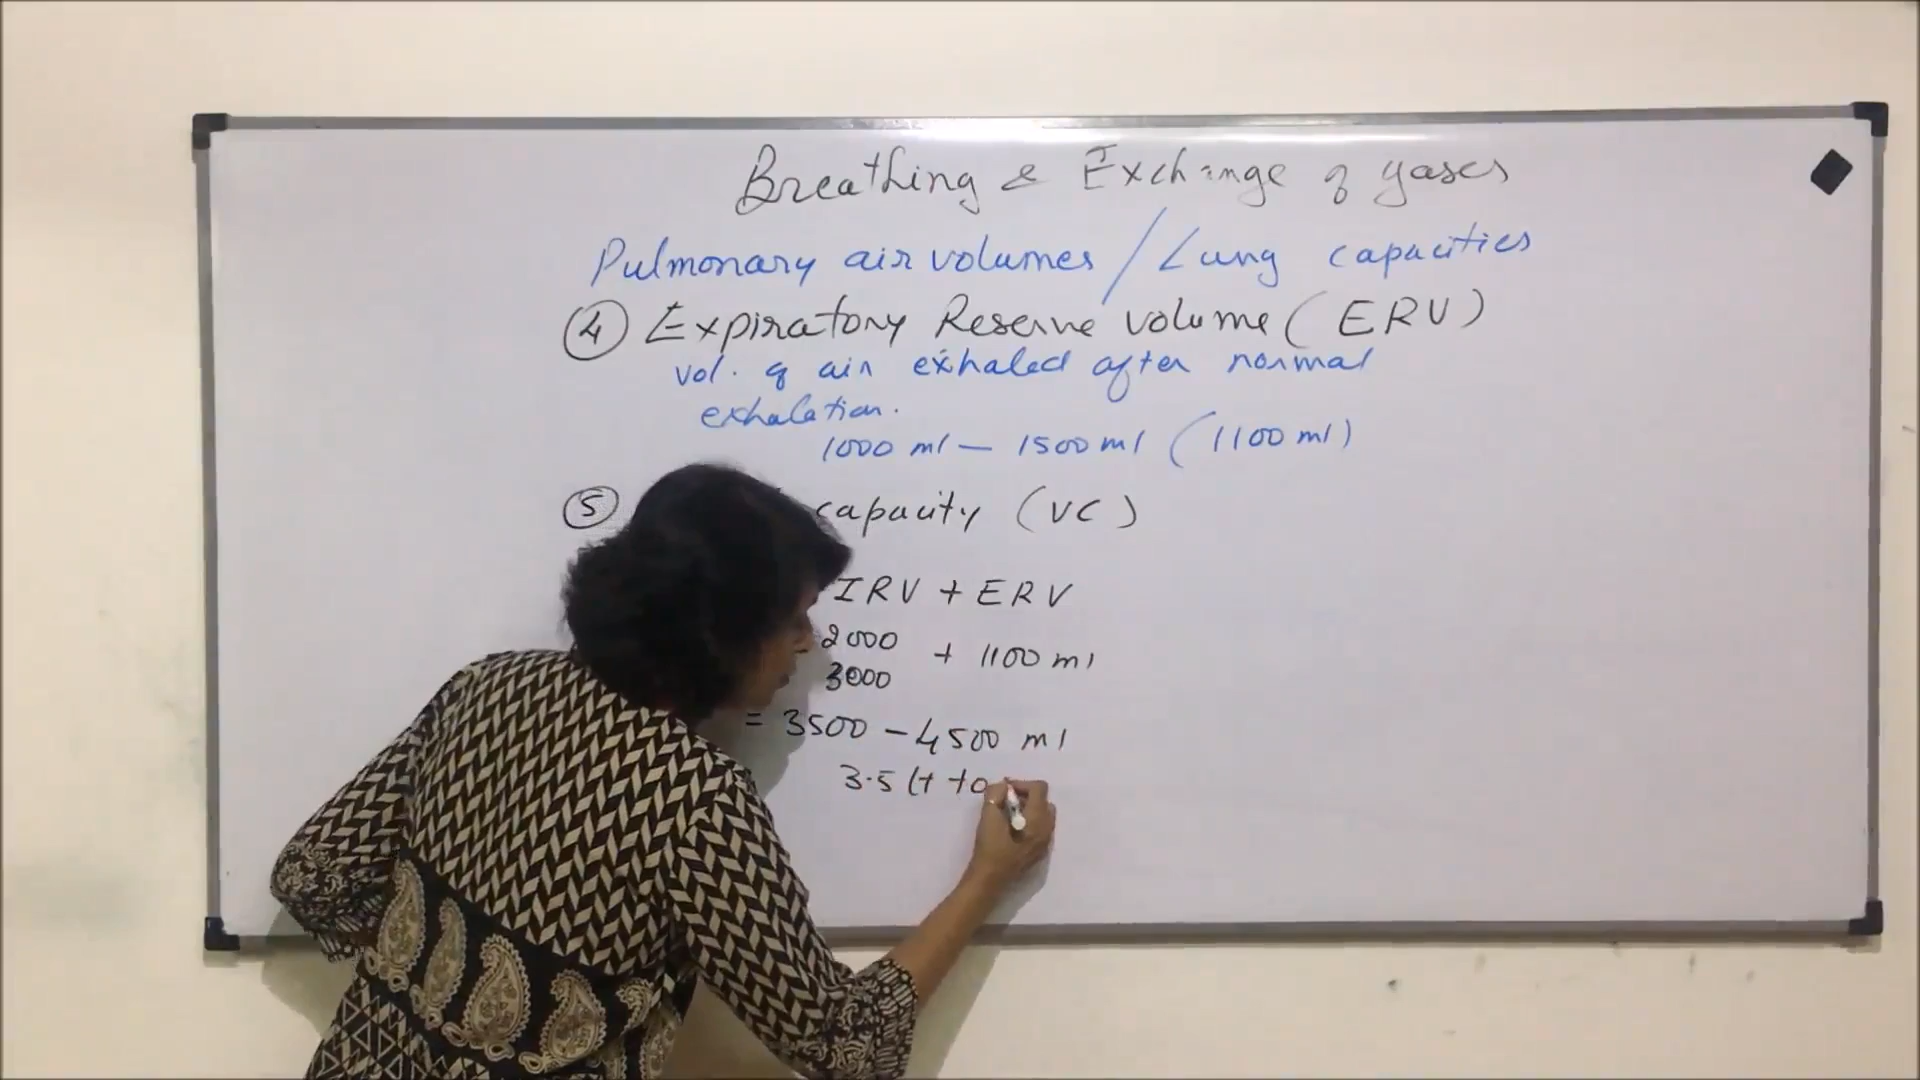 Breathing & Exchange of gases
Pulmonary air volumes / Lung capacities
④ Expiratory Reserve volume ( ERV )
vol. of air exhaled after normal
exhalation.
1000 ml — 1500 ml ( 1100 ml )
⑤ capacity ( VC )
IRV + ERV
2000
+ 1100 ml
3000
= 3500 - 4500 ml
3.5 lt to